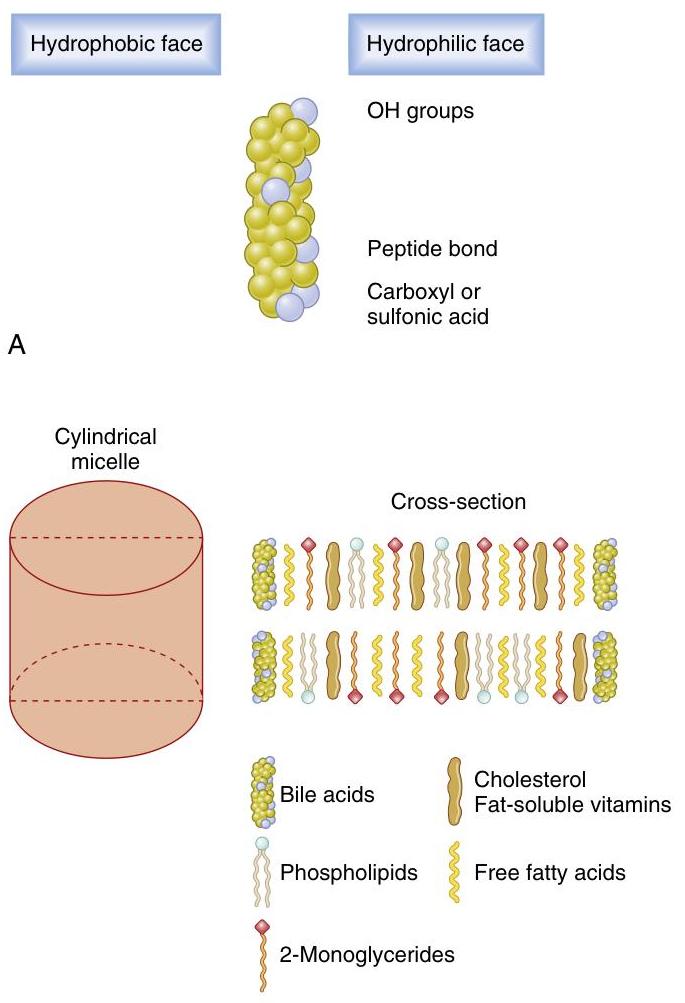 Hydrophobic face
Hydrophilic face
OH groups
Peptide bond
Carboxyl or
sulfonic acid
A
Cylindrical
micelle
Cross-section
Bile acids
Cholesterol
Fat-soluble vitamins
Phospholipids
Free fatty acids
2-Monoglycerides